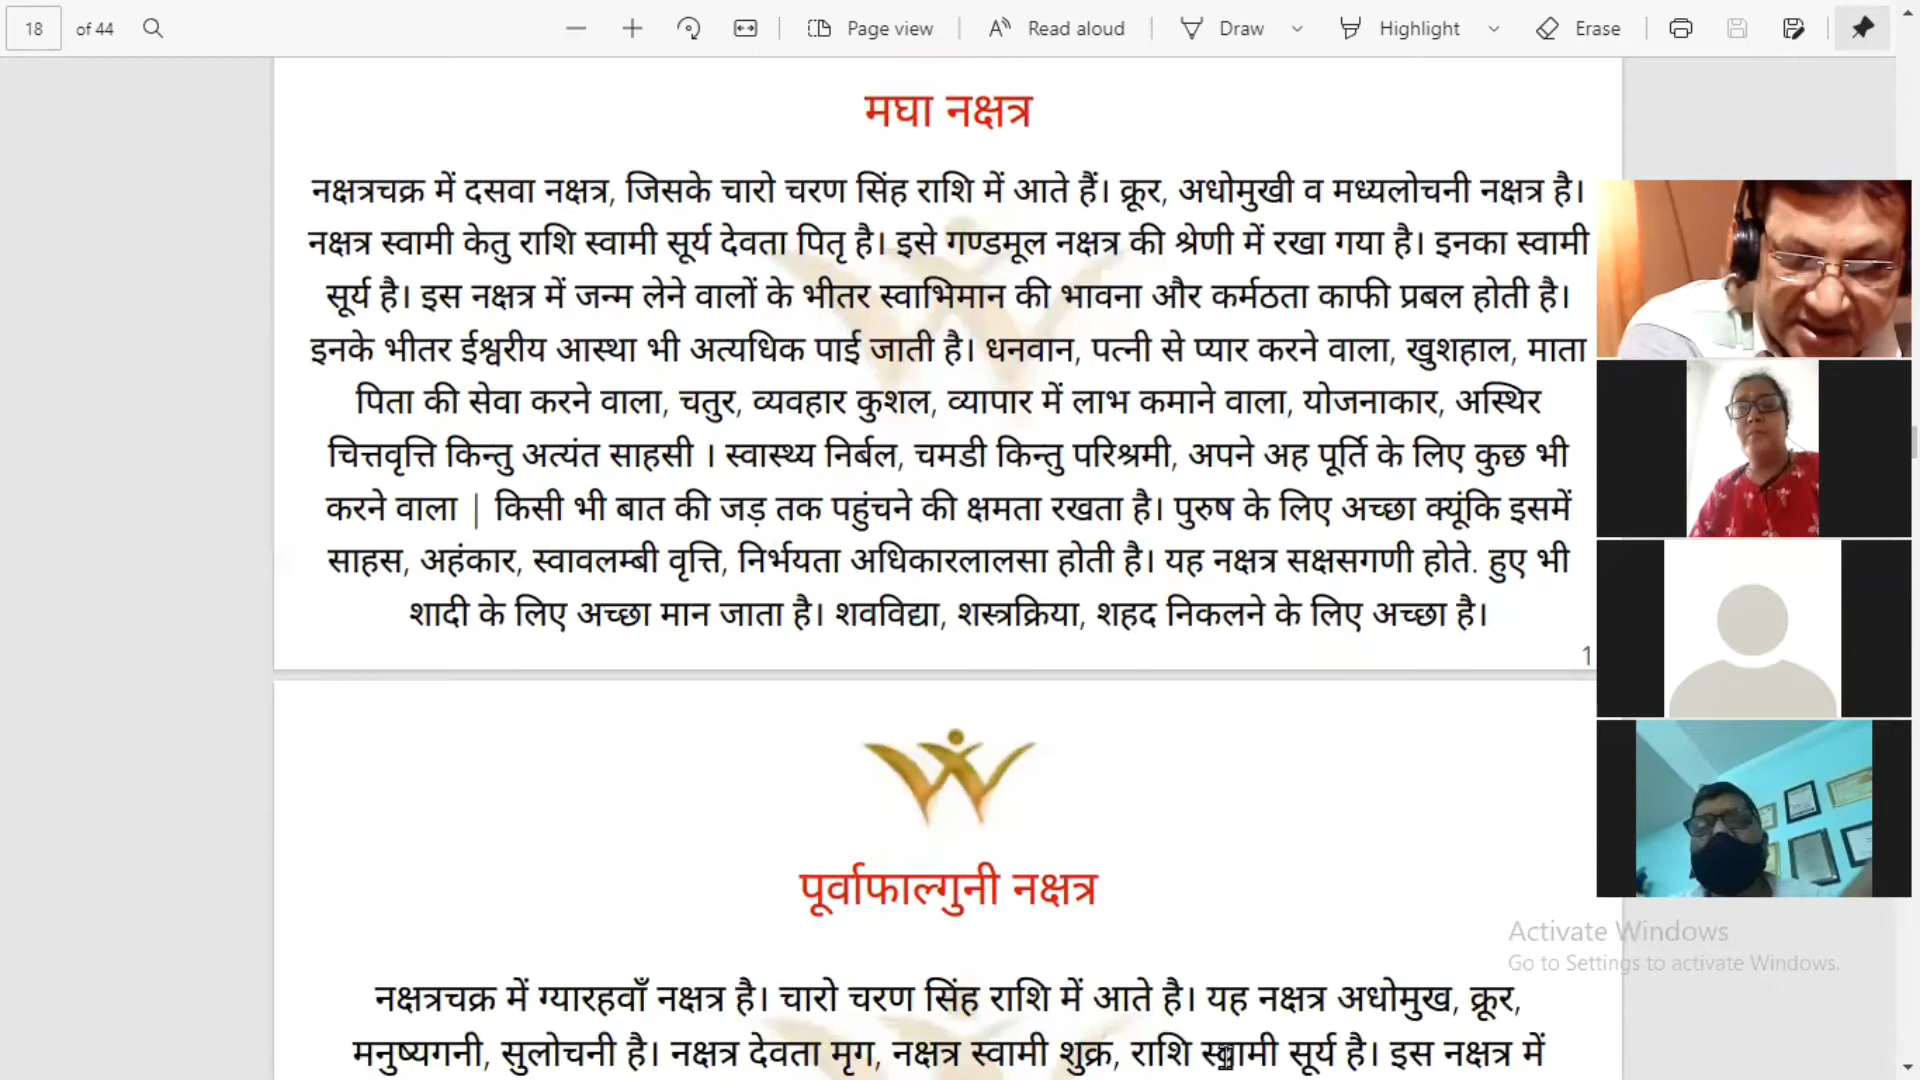 18 of 44 Page view Read aloud Draw Highlight Erase
मघा नक्षत्र
नक्षत्रचक्र में दसवा नक्षत्र, जिसके चारो चरण सिंह राशि में आते हैं। क्रूर, अधोमुखी व मध्यलोचनी नक्षत्र है।
नक्षत्र स्वामी केतु राशि स्वामी सूर्य देवता पितृ है। इसे गण्डमूल नक्षत्र की श्रेणी में रखा गया है। इनका स्वामी
सूर्य है। इस नक्षत्र में जन्म लेने वालों के भीतर स्वाभिमान की भावना और कर्मठता काफी प्रबल होती है।
इनके भीतर ईश्वरीय आस्था भी अत्यधिक पाई जाती है। धनवान, पत्नी से प्यार करने वाला, खुशहाल, माता
पिता की सेवा करने वाला, चतुर, व्यवहार कुशल, व्यापार में लाभ कमाने वाला, योजनाकार, अस्थिर
चित्तवृत्ति किन्तु अत्यंत साहसी । स्वास्थ्य निर्बल, चमडी किन्तु परिश्रमी, अपने अह पूर्ति के लिए कुछ भी
करने वाला | किसी भी बात की जड़ तक पहुंचने की क्षमता रखता है। पुरुष के लिए अच्छा क्यूंकि इसमें
साहस, अहंकार, स्वावलम्बी वृत्ति, निर्भयता अधिकारलालसा होती है। यह नक्षत्र सक्षसगणी होते. हुए भी
शादी के लिए अच्छा मान जाता है। शवविद्या, शस्त्रक्रिया, शहद निकलने के लिए अच्छा है।
1
पूर्वाफाल्गुनी नक्षत्र
Activate Windows
Go to Settings to activate Windows.
नक्षत्रचक्र में ग्यारहवाँ नक्षत्र है। चारो चरण सिंह राशि में आते है। यह नक्षत्र अधोमुख, क्रूर,
मनुष्यगनी, सुलोचनी है। नक्षत्र देवता मृग, नक्षत्र स्वामी शुक्र, राशि स्वामी सूर्य है। इस नक्षत्र में